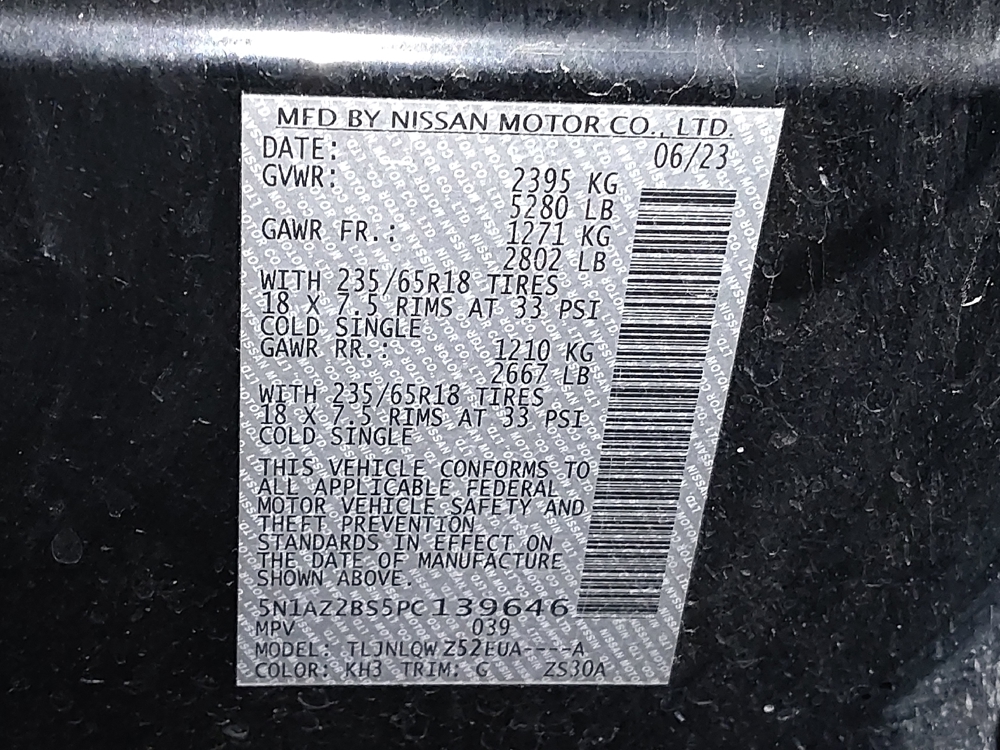 MFD BY NISSAN MOTOR CO., LTD.
DATE: 06/23
GVWR: 2395 KG
5280 LB
GAWR FR.: 1271 KG
2802 LB
WITH 235/65R18 TIRES
18 X 7.5 RIMS AT 33 PSI
COLD SINGLE
GAWR RR.: 1210 KG
2667 LB
WITH 235/65R18 TIRES
18 X 7.5 RIMS AT 33 PSI
COLD SINGLE
THIS VEHICLE CONFORMS TO
ALL APPLICABLE FEDERAL
MOTOR VEHICLE SAFETY AND
THEFT PREVENTION
STANDARDS IN EFFECT ON
THE DATE OF MANUFACTURE
SHOWN ABOVE.
5N1AZ2BS5PC139646
MPV 039
MODEL: TLJNLQW Z52EUA----A
COLOR: KH3 TRIM: G ZS30A